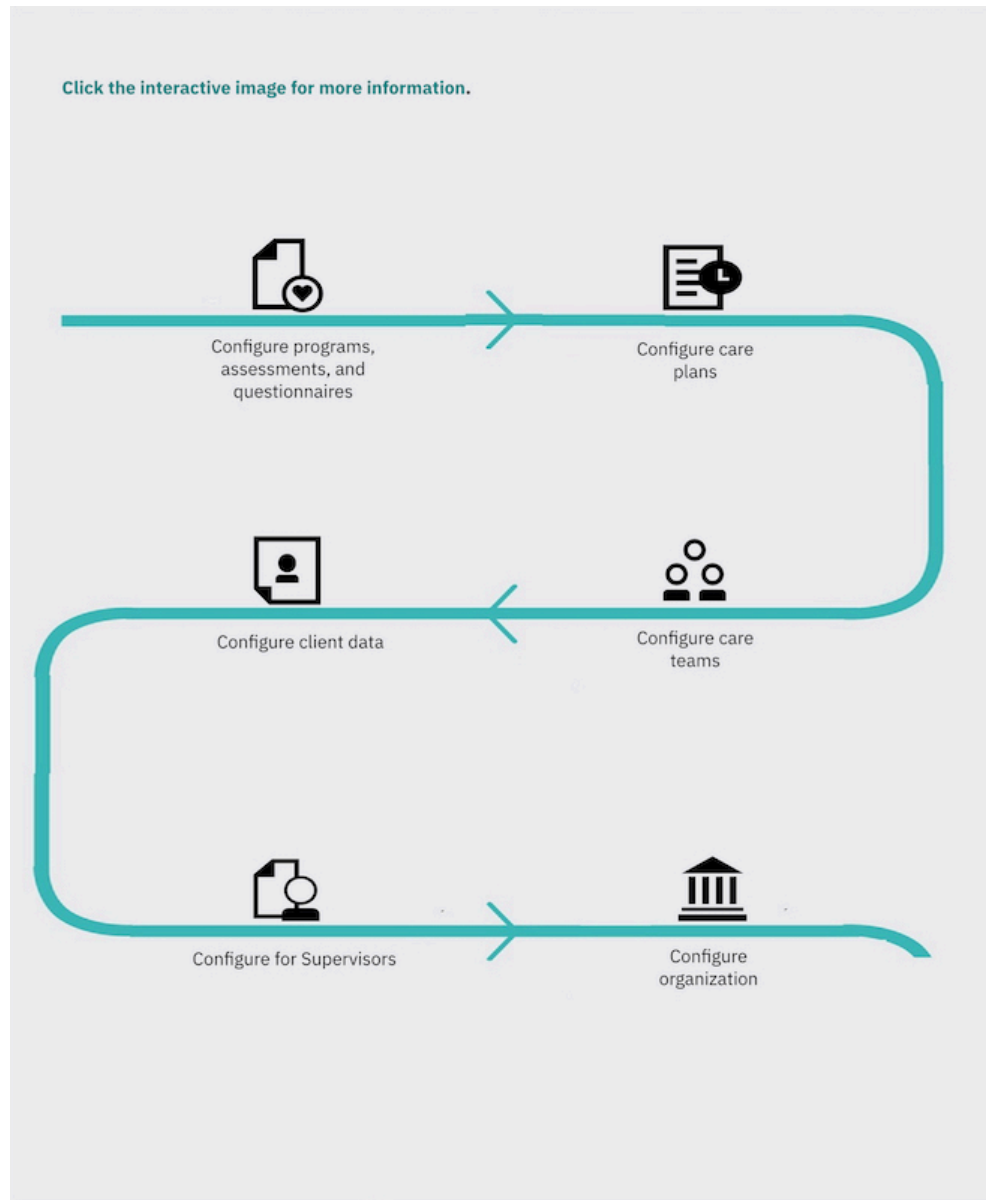 Click the interactive image for more information.
Configure programs,
assessments, and
questionnaires
Configure care
plans
Configure client data
Configure care
teams
Configure for Supervisors
Configure
organization